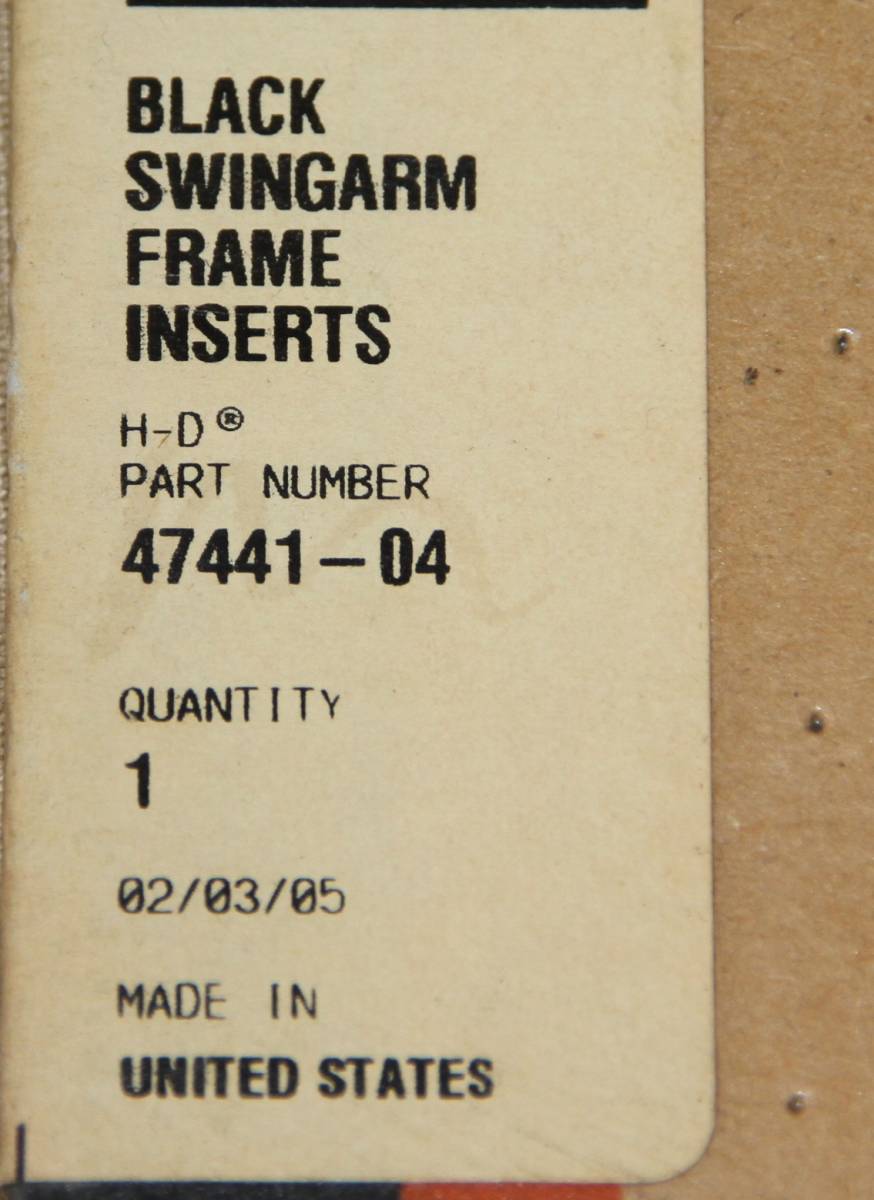 BLACK
SWINGARM
FRAME
INSERTS
H-D®
PART NUMBER
47441-04
QUANTITY
1
02/03/05
MADE IN
UNITED STATES